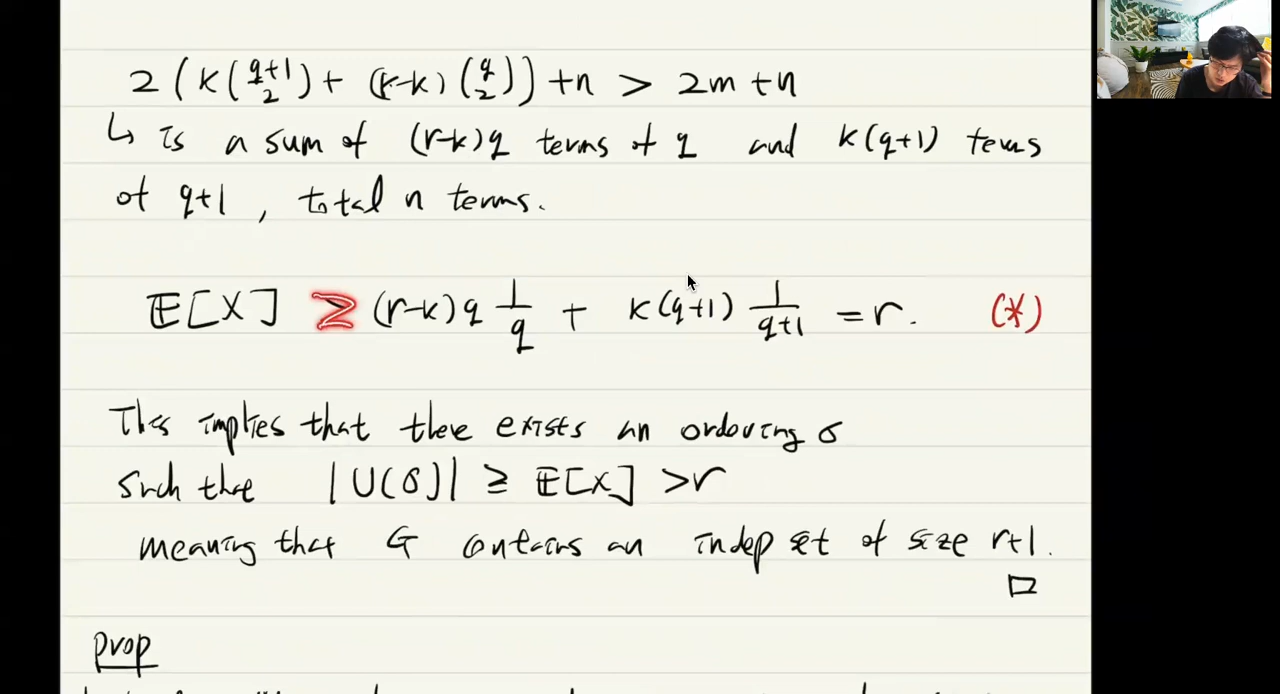 2(k(q+1 2) + (r-k)(q 2)) + n > 2m + n
↳ is a sum of (r-k)q terms of q and k(q+1) terms
of q+1, total n terms.
𝔼[X] ≥ (r-k)q 1/q + k(q+1) 1/(q+1) = r. (*)
This implies that there exists an ordering σ
such that |U(σ)| ≥ 𝔼[X] > r
meaning that G contains an indep set of size r+1.
□
prop